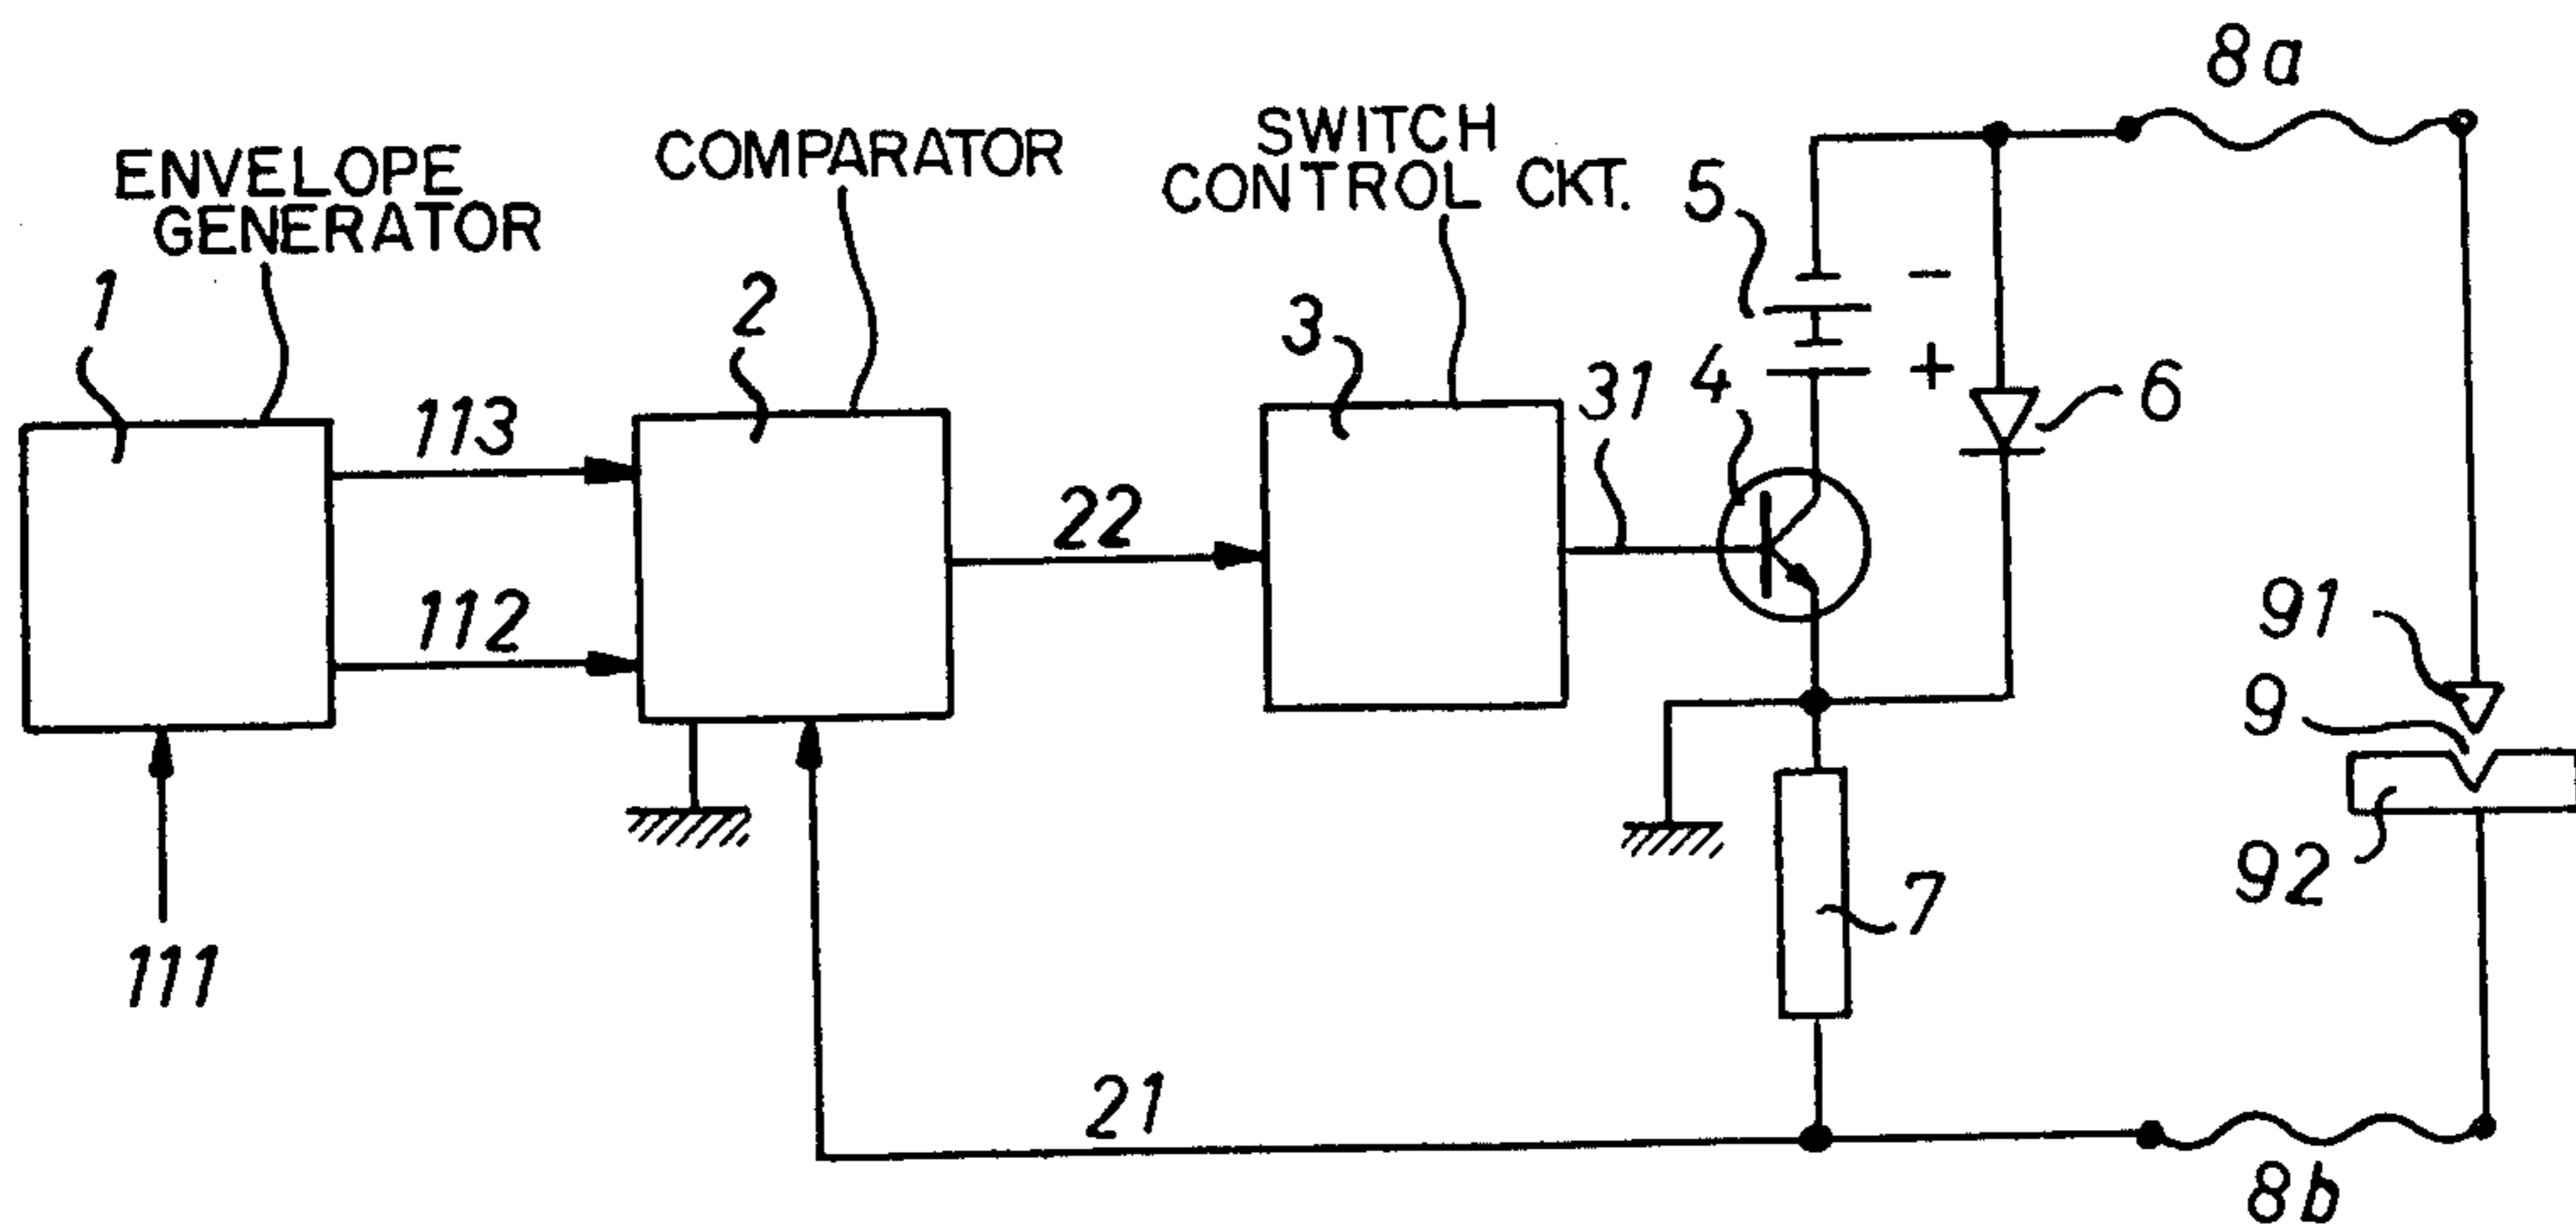 8a
ENVELOPE
GENERATOR
COMPARATOR
SWITCH
CONTROL CKT.
5
−
+
1
2
3
4
6
113
31
22
112
91
9
92
7
111
21
8b